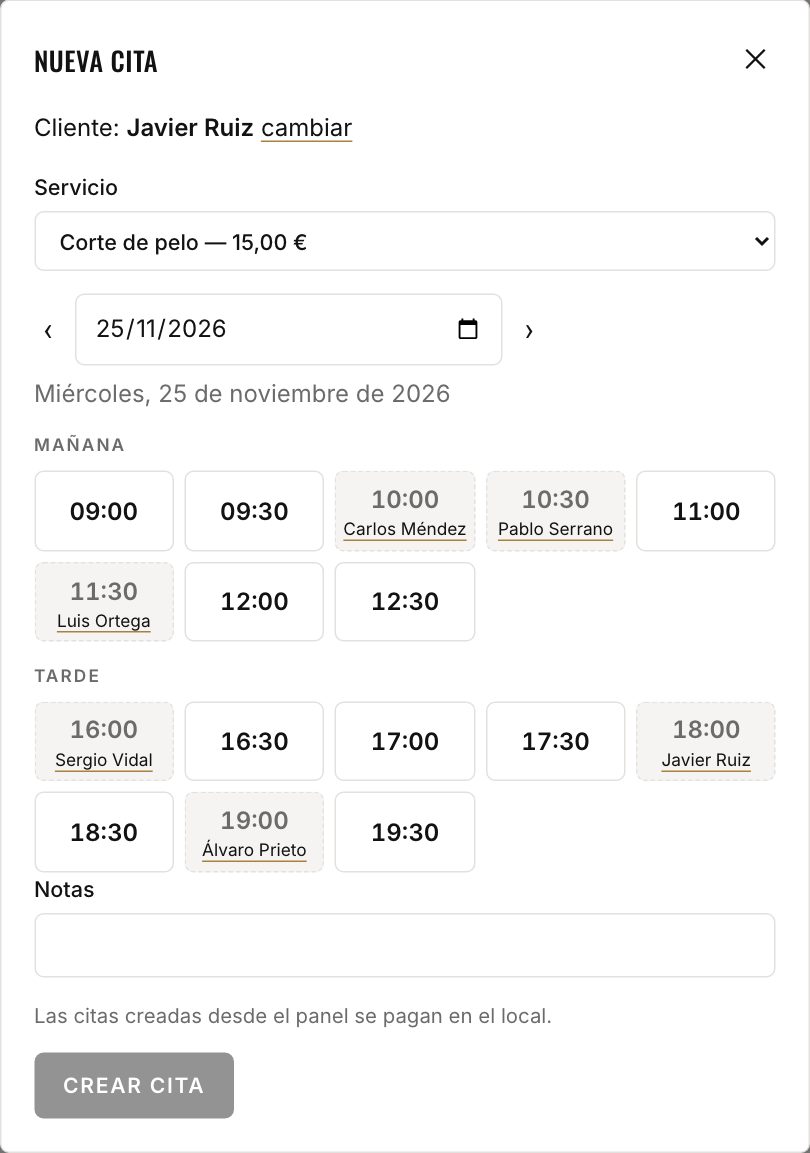 NUEVA CITA
Cliente: Javier Ruiz cambiar
Servicio
Corte de pelo — 15,00 €
‹ 25/11/2026 ›
Miércoles, 25 de noviembre de 2026
MAÑANA
09:00 09:30 10:00 10:30 11:00
Carlos Méndez Pablo Serrano
11:30 12:00 12:30
Luis Ortega
TARDE
16:00 16:30 17:00 17:30 18:00
Sergio Vidal Javier Ruiz
18:30 19:00 19:30
Álvaro Prieto
Notas
Las citas creadas desde el panel se pagan en el local.
CREAR CITA